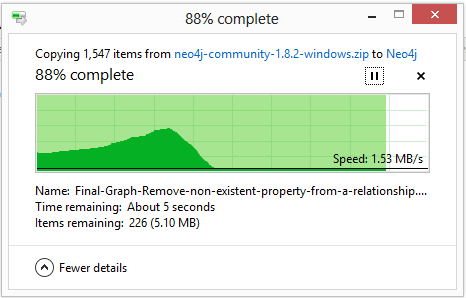 88% complete
Copying 1,547 items from neo4j-community-1.8.2-windows.zip to Neo4j
88% complete
Speed: 1.53 MB/s
Name: Final-Graph-Remove-non-existent-property-from-a-relationship....
Time remaining: About 5 seconds
Items remaining: 226 (5.10 MB)
Fewer details